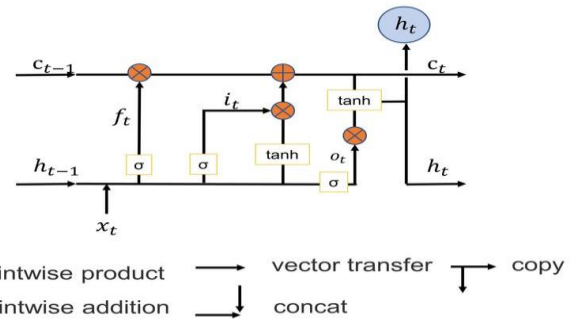 h_t
c_{t-1}
c_t
i_t
tanh
f_t
tanh
o_t
σ
σ
σ
h_{t-1}
h_t
x_t
intwise product
vector transfer
copy
intwise addition
concat